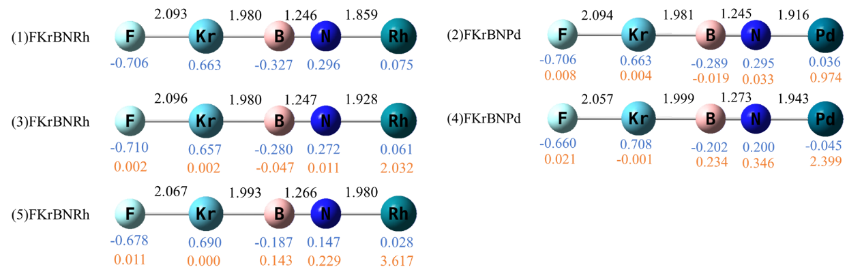 2.093 1.980 1.246 1.859
(1)FKrBNRh F Kr B N Rh
-0.706 0.663 -0.327 0.296 0.075
2.094 1.981 1.245 1.916
(2)FKrBNPd F Kr B N Pd
-0.706 0.663 -0.289 0.295 0.036
0.008 0.004 -0.019 0.033 0.974
2.096 1.980 1.247 1.928
(3)FKrBNRh F Kr B N Rh
-0.710 0.657 -0.280 0.272 0.061
0.002 0.002 -0.047 0.011 2.032
2.057 1.999 1.273 1.943
(4)FKrBNPd F Kr B N Pd
-0.660 0.708 -0.202 0.200 -0.045
0.021 -0.001 0.234 0.346 2.399
2.067 1.993 1.266 1.980
(5)FKrBNRh F Kr B N Rh
-0.678 0.690 -0.187 0.147 0.028
0.011 0.000 0.143 0.229 3.617